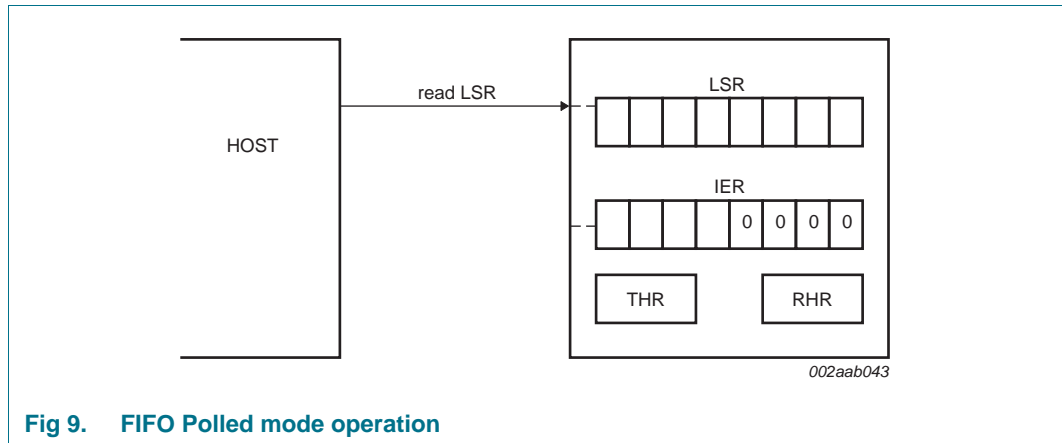 read LSR
LSR
HOST
IER
0 0 0 0
THR
RHR
002aab043
Fig 9. FIFO Polled mode operation